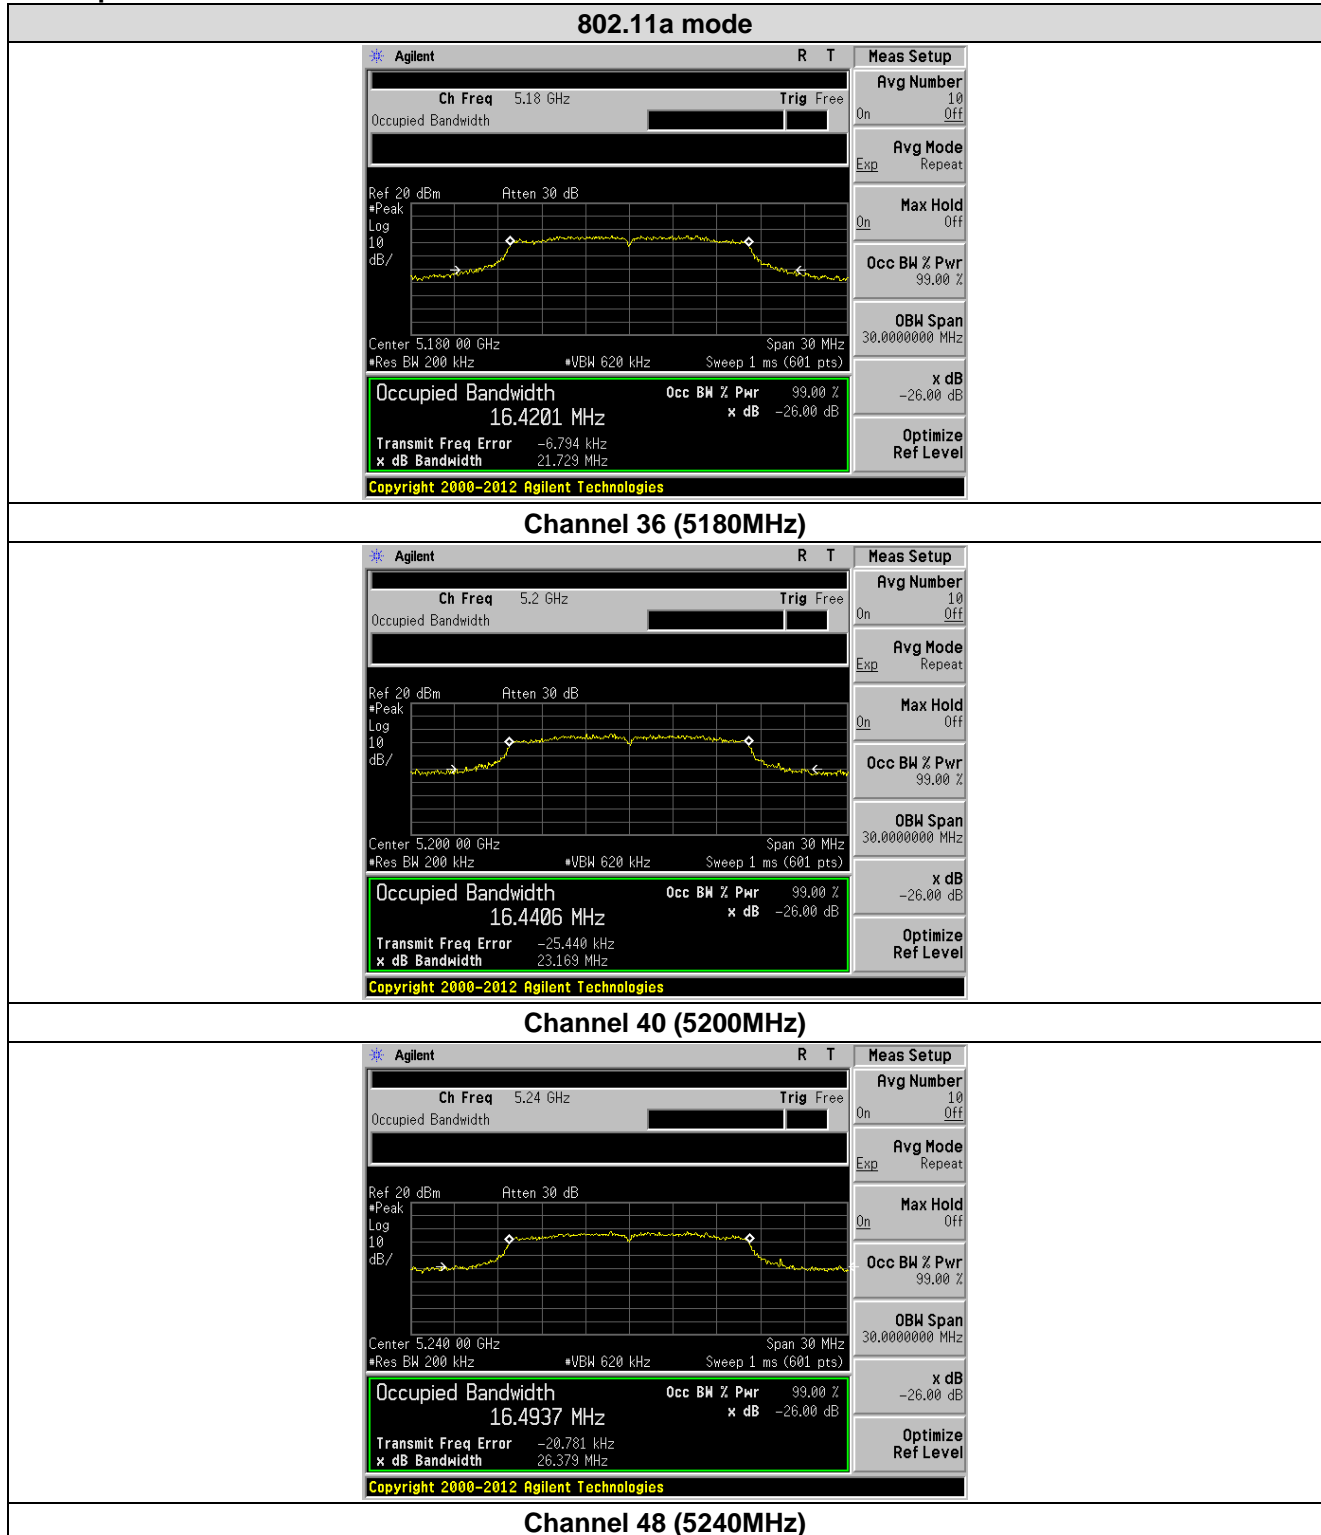 802.11a mode
Agilent R T Meas Setup
Avg Number
10
On Off
Ch Freq 5.18 GHz Trig Free
Occupied Bandwidth
Avg Mode
Exp Repeat
Ref 20 dBm Atten 30 dB
#Peak
Log
10
dB/
Max Hold
On Off
Occ BW % Pwr
99.00 %
OBW Span
30.0000000 MHz
Center 5.180 00 GHz Span 30 MHz
#Res BW 200 kHz #VBW 620 kHz Sweep 1 ms (601 pts)
x dB
-26.00 dB
Occupied Bandwidth Occ BW % Pwr 99.00 %
16.4201 MHz x dB -26.00 dB
Optimize
Ref Level
Transmit Freq Error -6.794 kHz
x dB Bandwidth 21.729 MHz
Copyright 2000-2012 Agilent Technologies
Channel 36 (5180MHz)
Agilent R T Meas Setup
Avg Number
10
On Off
Ch Freq 5.2 GHz Trig Free
Occupied Bandwidth
Avg Mode
Exp Repeat
Ref 20 dBm Atten 30 dB
#Peak
Log
10
dB/
Max Hold
On Off
Occ BW % Pwr
99.00 %
OBW Span
30.0000000 MHz
Center 5.200 00 GHz Span 30 MHz
#Res BW 200 kHz #VBW 620 kHz Sweep 1 ms (601 pts)
x dB
-26.00 dB
Occupied Bandwidth Occ BW % Pwr 99.00 %
16.4406 MHz x dB -26.00 dB
Optimize
Ref Level
Transmit Freq Error -25.440 kHz
x dB Bandwidth 23.169 MHz
Copyright 2000-2012 Agilent Technologies
Channel 40 (5200MHz)
Agilent R T Meas Setup
Avg Number
10
On Off
Ch Freq 5.24 GHz Trig Free
Occupied Bandwidth
Avg Mode
Exp Repeat
Ref 20 dBm Atten 30 dB
#Peak
Log
10
dB/
Max Hold
On Off
Occ BW % Pwr
99.00 %
OBW Span
30.0000000 MHz
Center 5.240 00 GHz Span 30 MHz
#Res BW 200 kHz #VBW 620 kHz Sweep 1 ms (601 pts)
x dB
-26.00 dB
Occupied Bandwidth Occ BW % Pwr 99.00 %
16.4937 MHz x dB -26.00 dB
Optimize
Ref Level
Transmit Freq Error -20.781 kHz
x dB Bandwidth 26.379 MHz
Copyright 2000-2012 Agilent Technologies
Channel 48 (5240MHz)